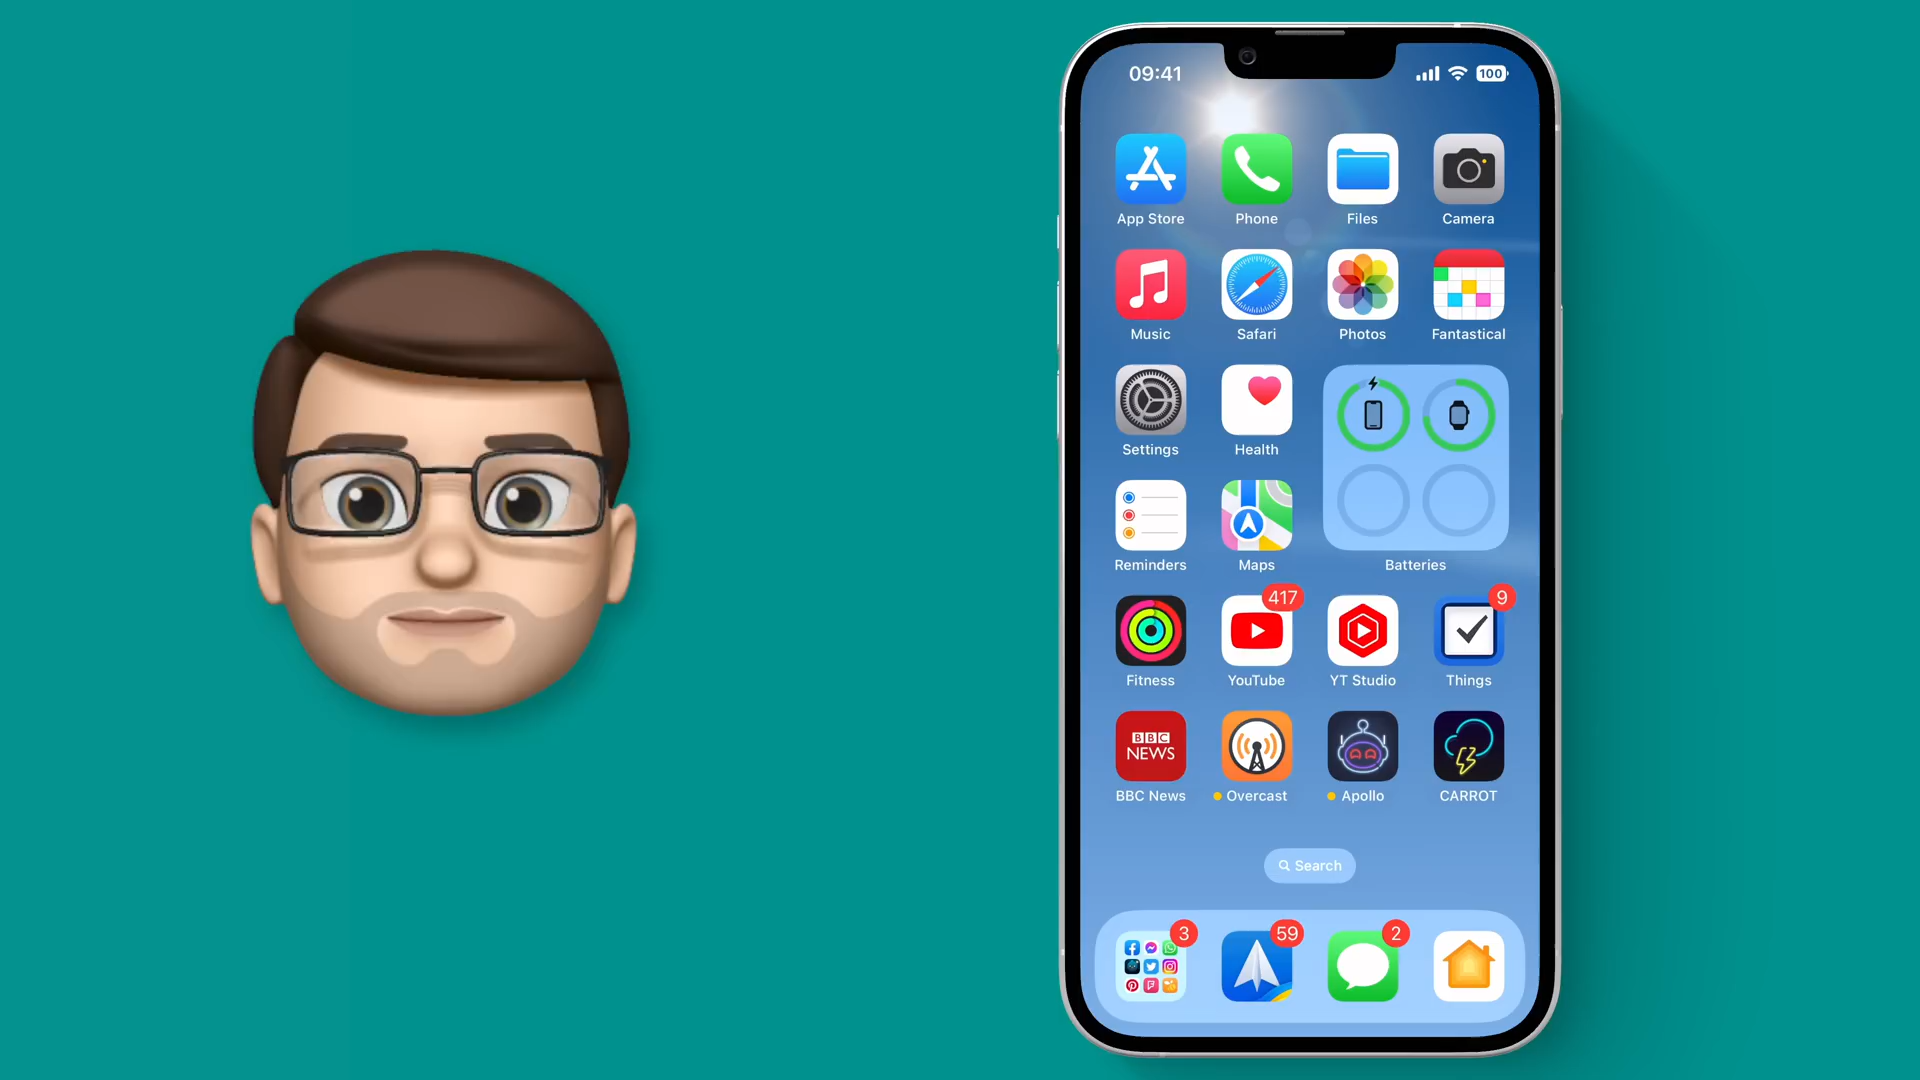 09:41
100
App Store
Phone
Files
Camera
Music
Safari
Photos
Fantastical
Settings
Health
Reminders
Maps
Batteries
417
9
Fitness
YouTube
YT Studio
Things
BBC
NEWS
BBC News
Overcast
Apollo
CARROT
Search
3
59
2